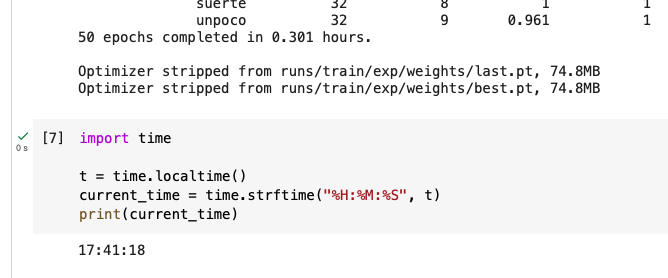 suerte 32 8 1 1
unpoco 32 9 0.961 1
50 epochs completed in 0.301 hours.
Optimizer stripped from runs/train/exp/weights/last.pt, 74.8MB
Optimizer stripped from runs/train/exp/weights/best.pt, 74.8MB
[7] import time
0 s
t = time.localtime()
current_time = time.strftime("%H:%M:%S", t)
print(current_time)
17:41:18